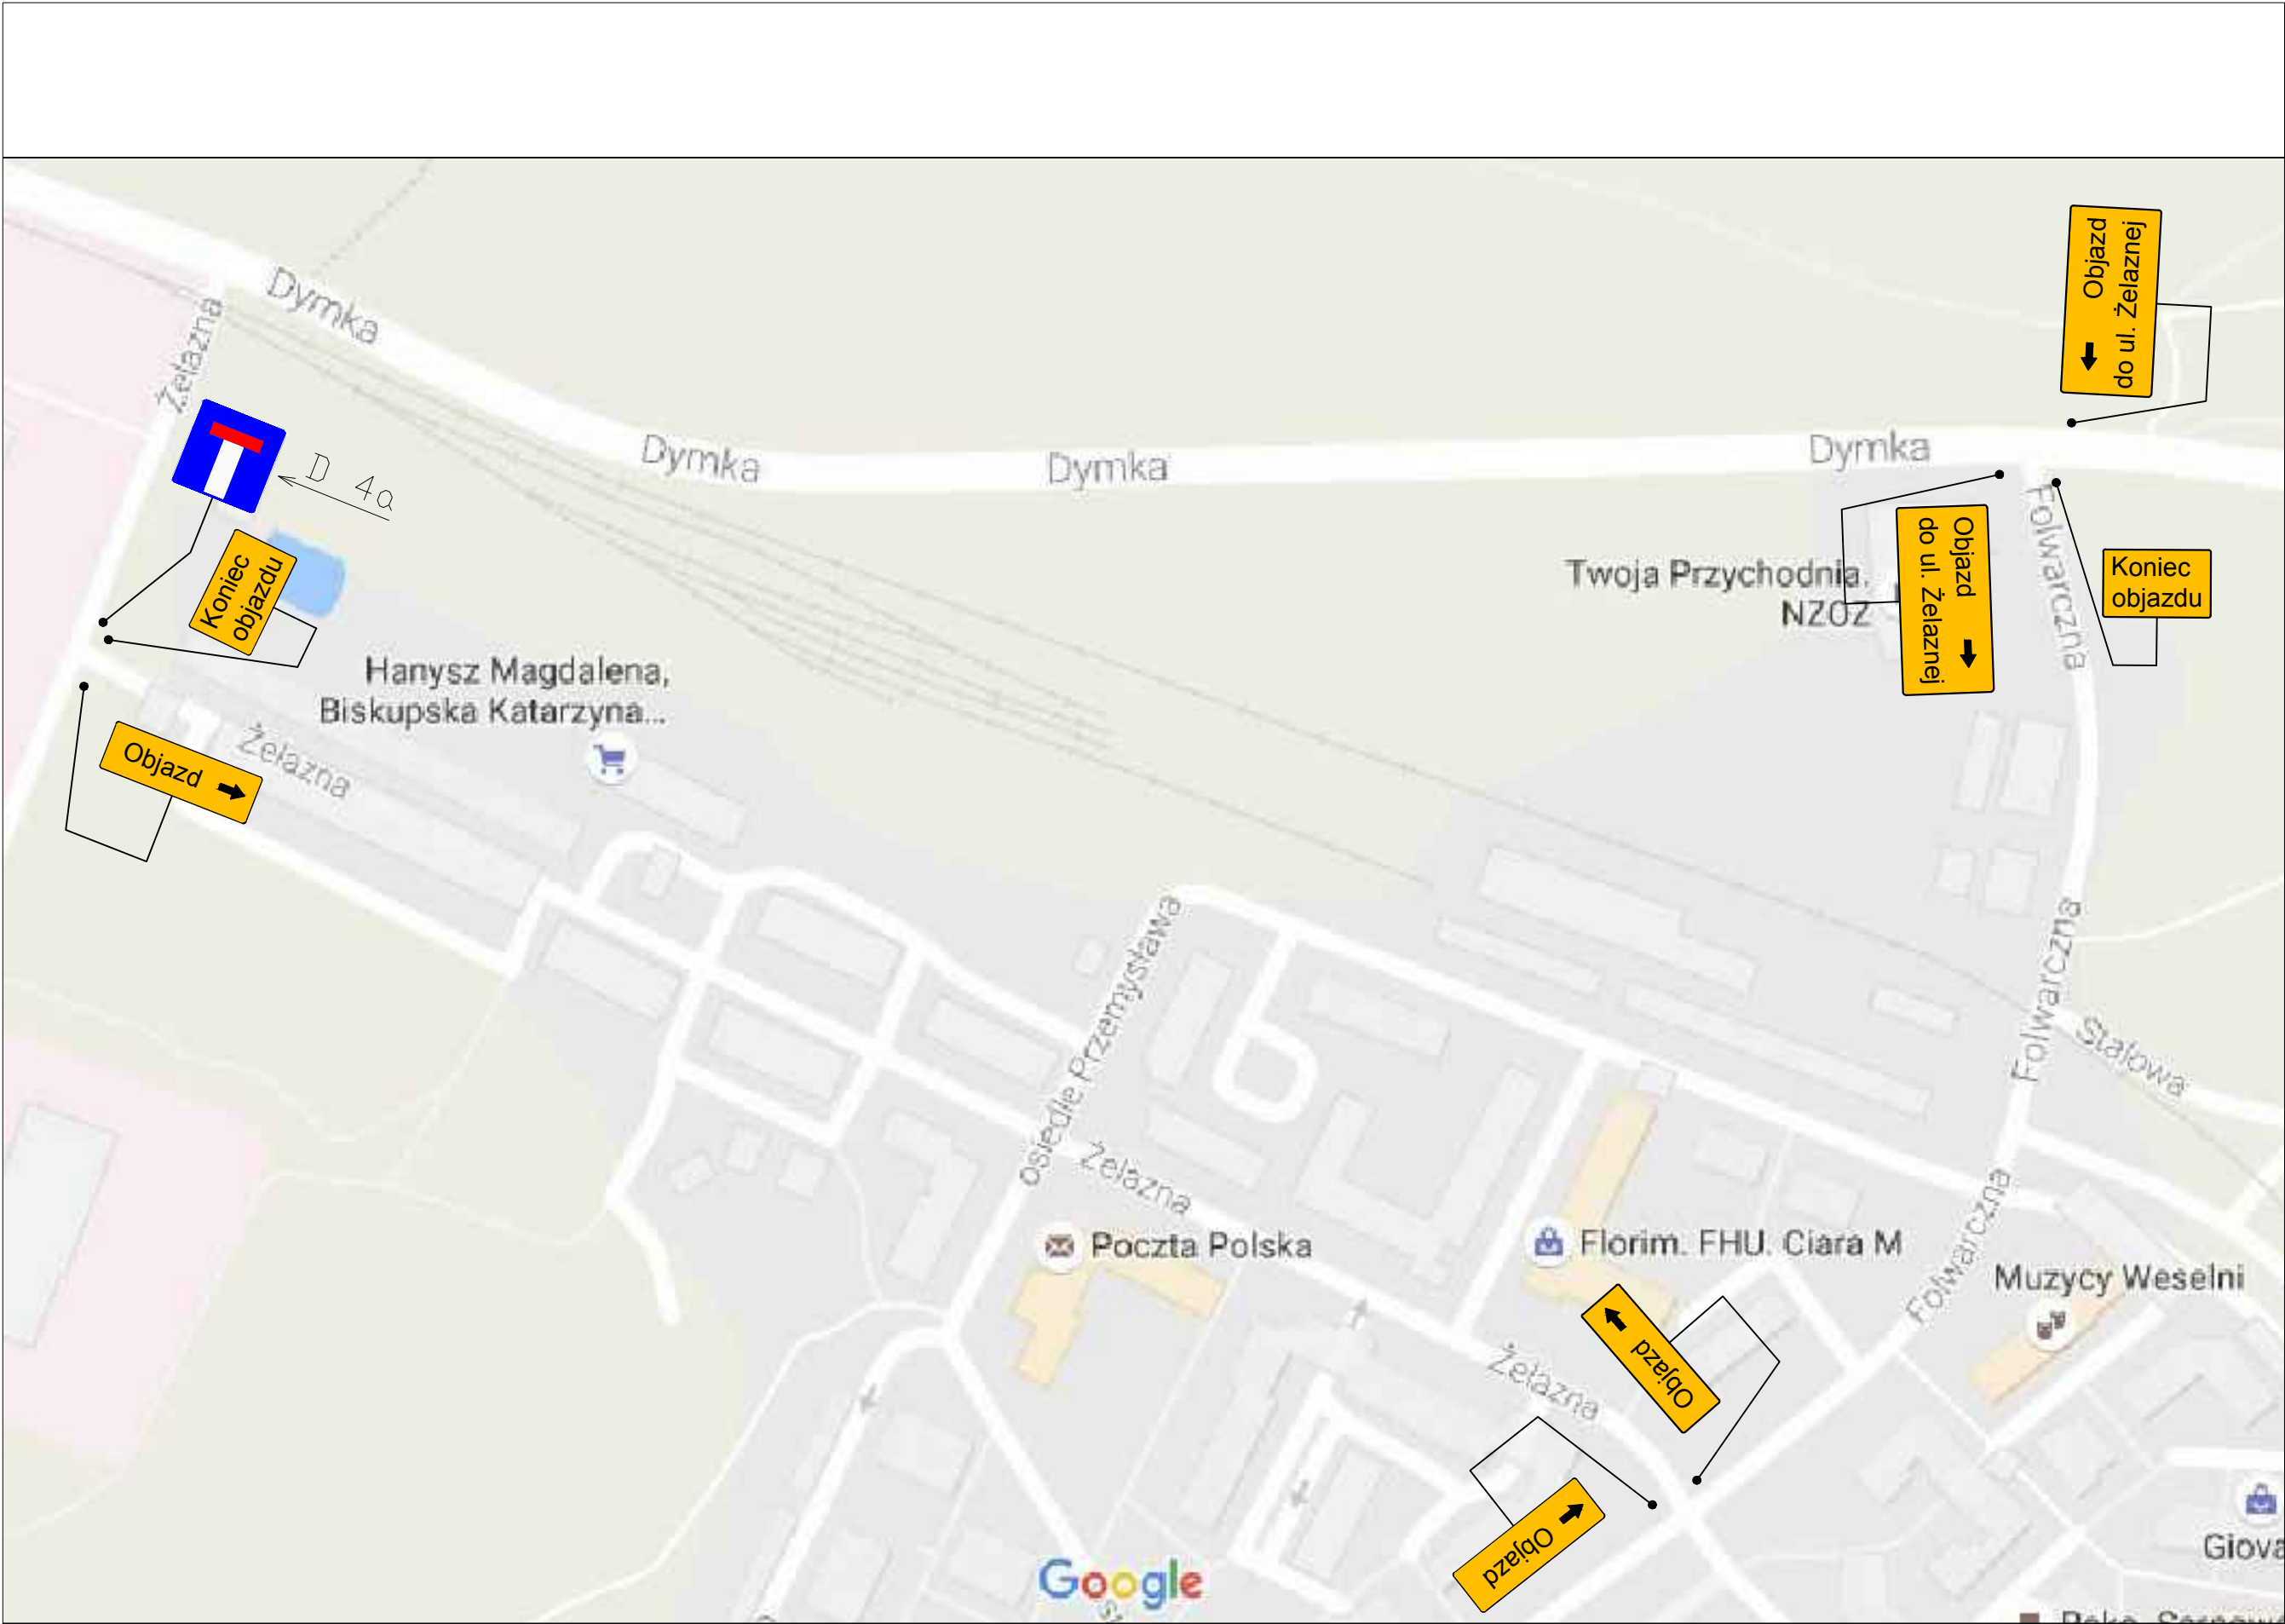 Objazd
do ul. Żelaznej
Dymka
Żelazna
Dymka
Dymka
Dymka
D 4a
Folwarczna
Koniec
objazdu
Objazd
do ul. Żelaznej
Twoja Przychodnia.
NZOZ
Koniec
objazdu
Hanysz Magdalena,
Biskupska Katarzyna...
Objazd
Żelazna
osiedle Przemysława
Folwarczna
Stalowa
Żelazna
Poczta Polska
Florim. FHU. Ciara M
Folwarczna
Muzycy Weselni
Objazd
Żelazna
Objazd
Giova
Google